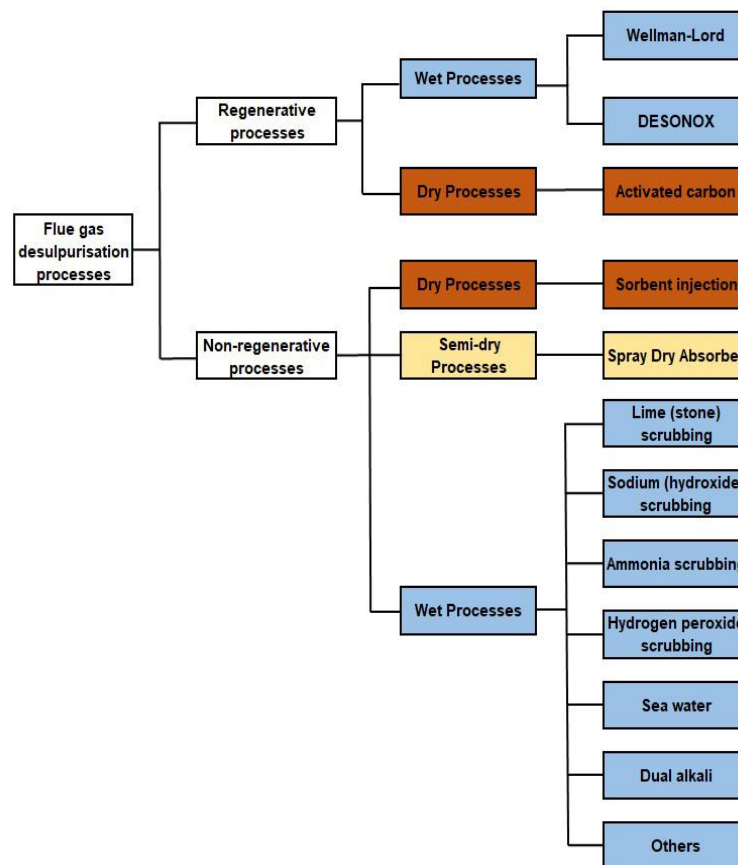 Wellman-Lord
Wet Processes
Regenerative
processes
DESONOX
Dry Processes
Activated carbon
Flue gas
desulpurisation
processes
Dry Processes
Sorbent injection
Non-regenerative
processes
Semi-dry
Processes
Spray Dry Absorbe
Lime (stone)
scrubbing
Sodium (hydroxide
scrubbing
Ammonia scrubbing
Wet Processes
Hydrogen peroxide
scrubbing
Sea water
Dual alkali
Others